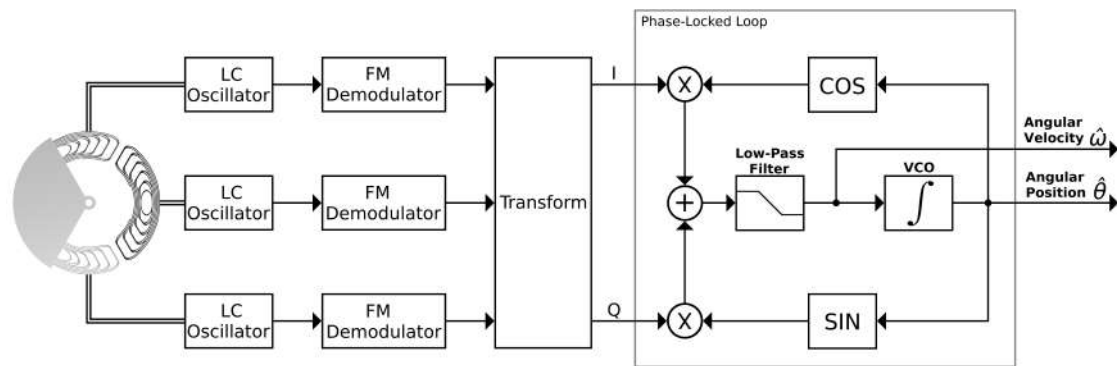 Phase-Locked Loop
LC
Oscillator
FM
Demodulator
I
X
COS
Angular
Velocity ω̂
LC
Oscillator
FM
Demodulator
Transform
+
Low-Pass
Filter
VCO
∫
Angular
Position θ̂
LC
Oscillator
FM
Demodulator
Q
X
SIN